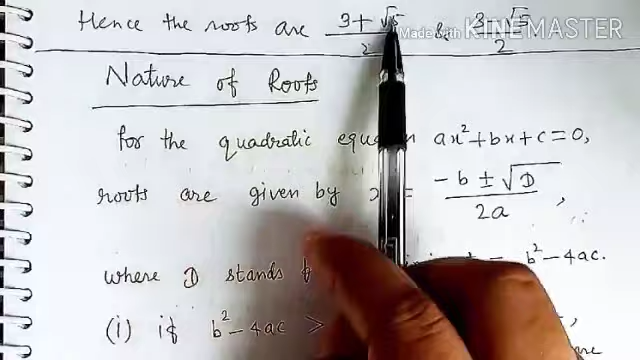 Hence the roots are (3+√5)/2 & (3-√5)/2
Made with KINEMASTER
Nature of Roots
for the quadratic equation ax²+bx+c=0,
roots are given by x = (-b ± √D)/2a,
where D stands b²-4ac.
(i) if b²-4ac >